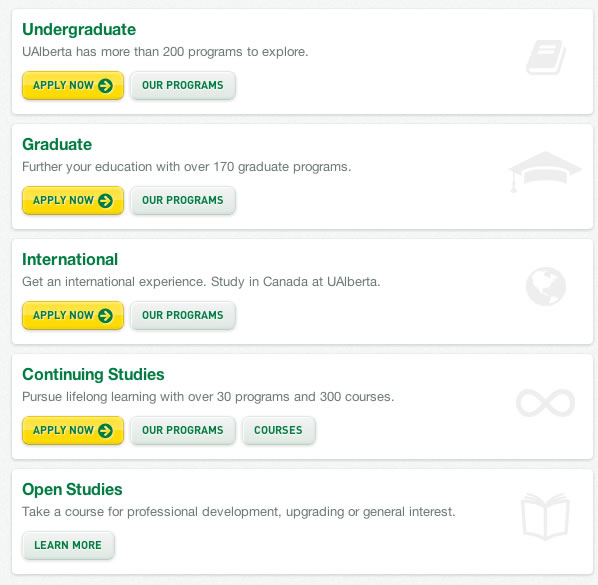 Undergraduate
UAlberta has more than 200 programs to explore.
APPLY NOW OUR PROGRAMS
Graduate
Further your education with over 170 graduate programs.
APPLY NOW OUR PROGRAMS
International
Get an international experience. Study in Canada at UAlberta.
APPLY NOW OUR PROGRAMS
Continuing Studies
Pursue lifelong learning with over 30 programs and 300 courses.
APPLY NOW OUR PROGRAMS COURSES
Open Studies
Take a course for professional development, upgrading or general interest.
LEARN MORE